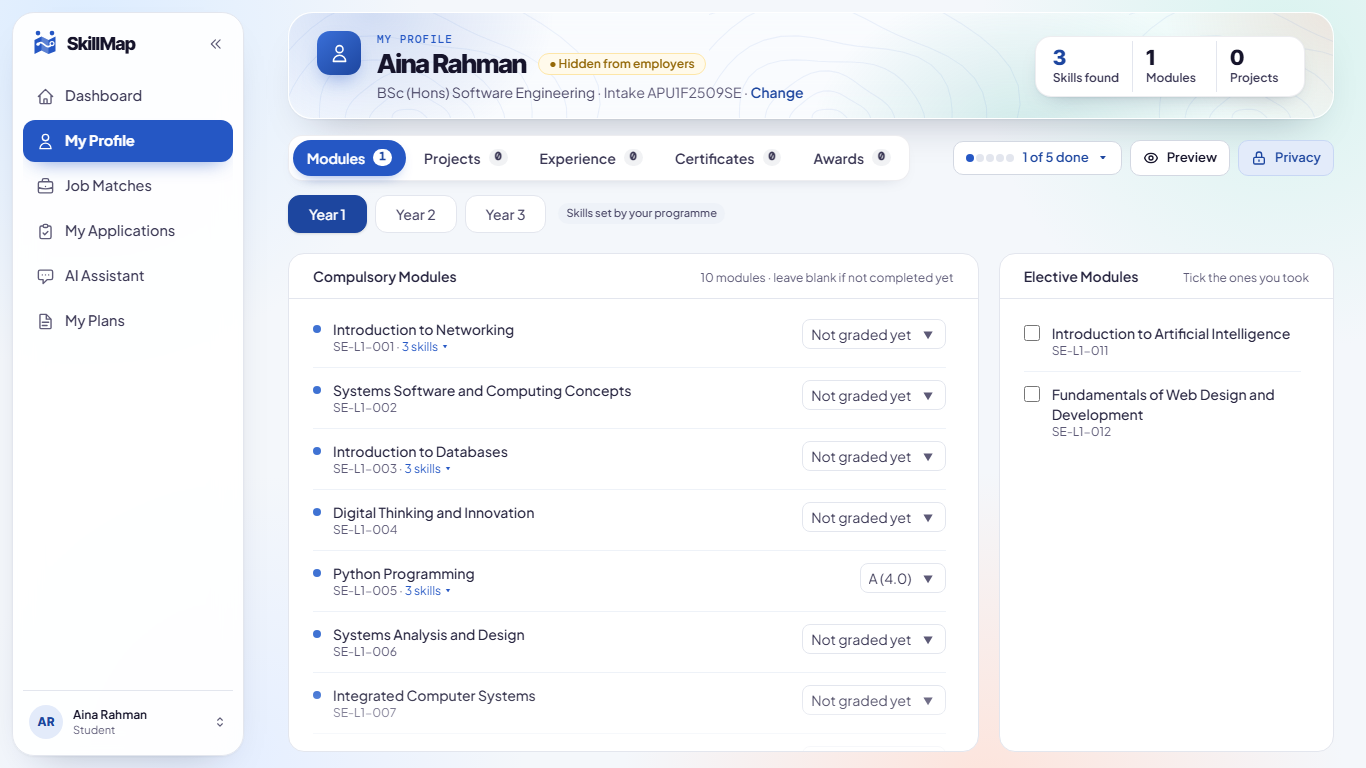 SkillMap
Dashboard
My Profile
Job Matches
My Applications
AI Assistant
My Plans
AR
Aina Rahman
Student
MY PROFILE
Aina Rahman
Hidden from employers
BSc (Hons) Software Engineering · Intake APU1F2509SE · Change
3
Skills found
1
Modules
0
Projects
Modules 1
Projects 0
Experience 0
Certificates 0
Awards 0
1 of 5 done
Preview
Privacy
Year 1
Year 2
Year 3
Skills set by your programme
Compulsory Modules
10 modules · leave blank if not completed yet
Introduction to Networking
SE-L1-001 · 3 skills
Not graded yet
Systems Software and Computing Concepts
SE-L1-002
Not graded yet
Introduction to Databases
SE-L1-003 · 3 skills
Not graded yet
Digital Thinking and Innovation
SE-L1-004
Not graded yet
Python Programming
SE-L1-005 · 3 skills
A (4.0)
Systems Analysis and Design
SE-L1-006
Not graded yet
Integrated Computer Systems
SE-L1-007
Not graded yet
Elective Modules
Tick the ones you took
Introduction to Artificial Intelligence
SE-L1-011
Fundamentals of Web Design and
Development
SE-L1-012